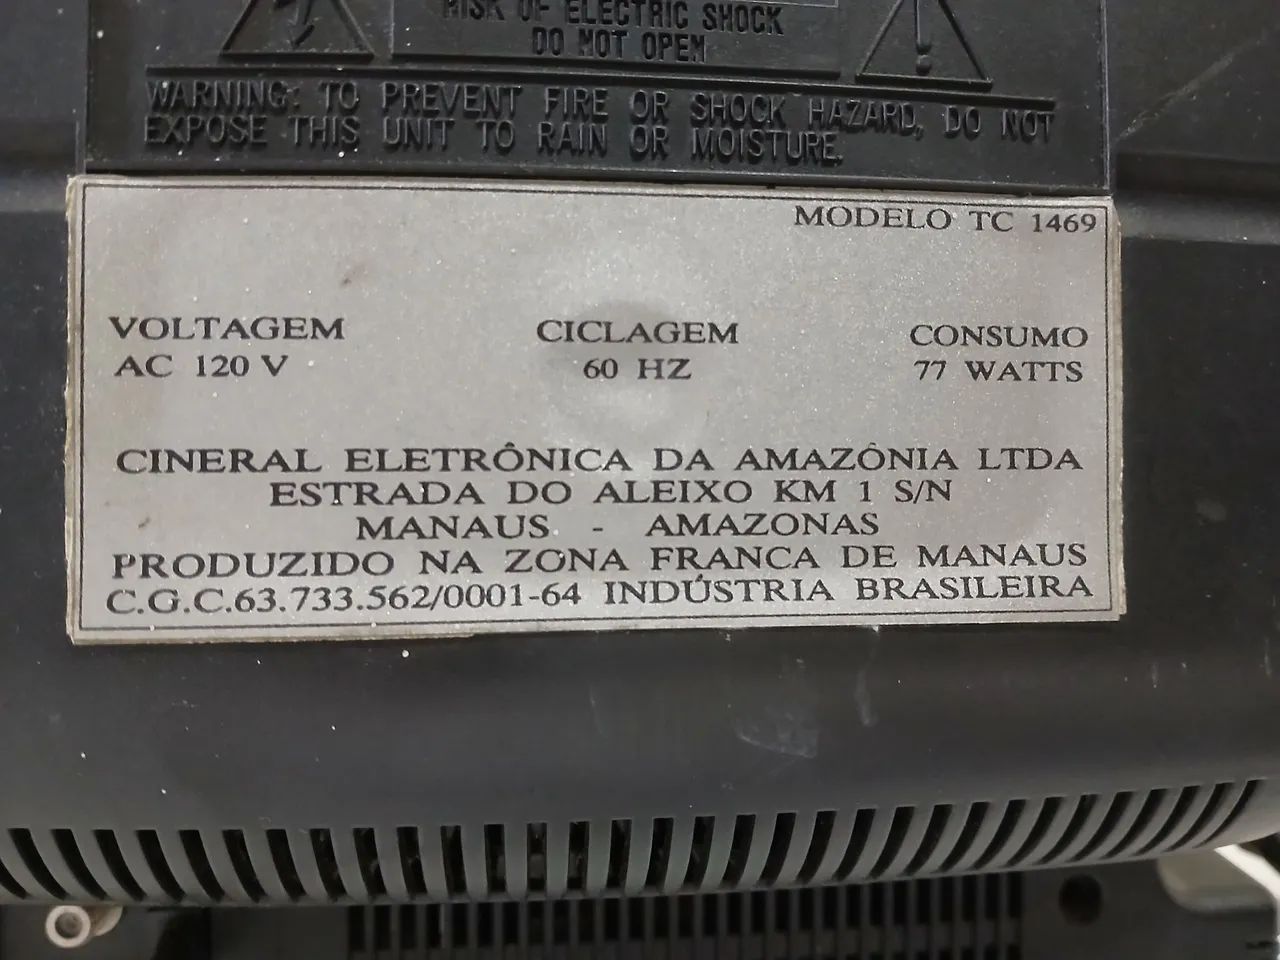 RISK OF ELECTRIC SHOCK
DO NOT OPEN
WARNING: TO PREVENT FIRE OR SHOCK HAZARD, DO NOT
EXPOSE THIS UNIT TO RAIN OR MOISTURE.
MODELO TC 1469
VOLTAGEM CICLAGEM CONSUMO
AC 120 V 60 HZ 77 WATTS
CINERAL ELETRÔNICA DA AMAZÔNIA LTDA
ESTRADA DO ALEIXO KM 1 S/N
MANAUS - AMAZONAS
PRODUZIDO NA ZONA FRANCA DE MANAUS
C.G.C.63.733.562/0001-64 INDÚSTRIA BRASILEIRA